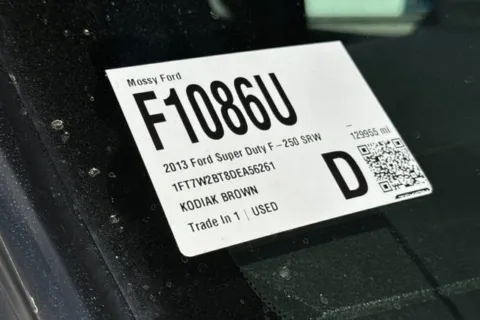 Mossy Ford
F1086U
2013 Ford Super Duty F-250 SRW
129955 mi
1FT7W2BT8DEA56261
KODIAK BROWN
D
Trade In 1 | USED